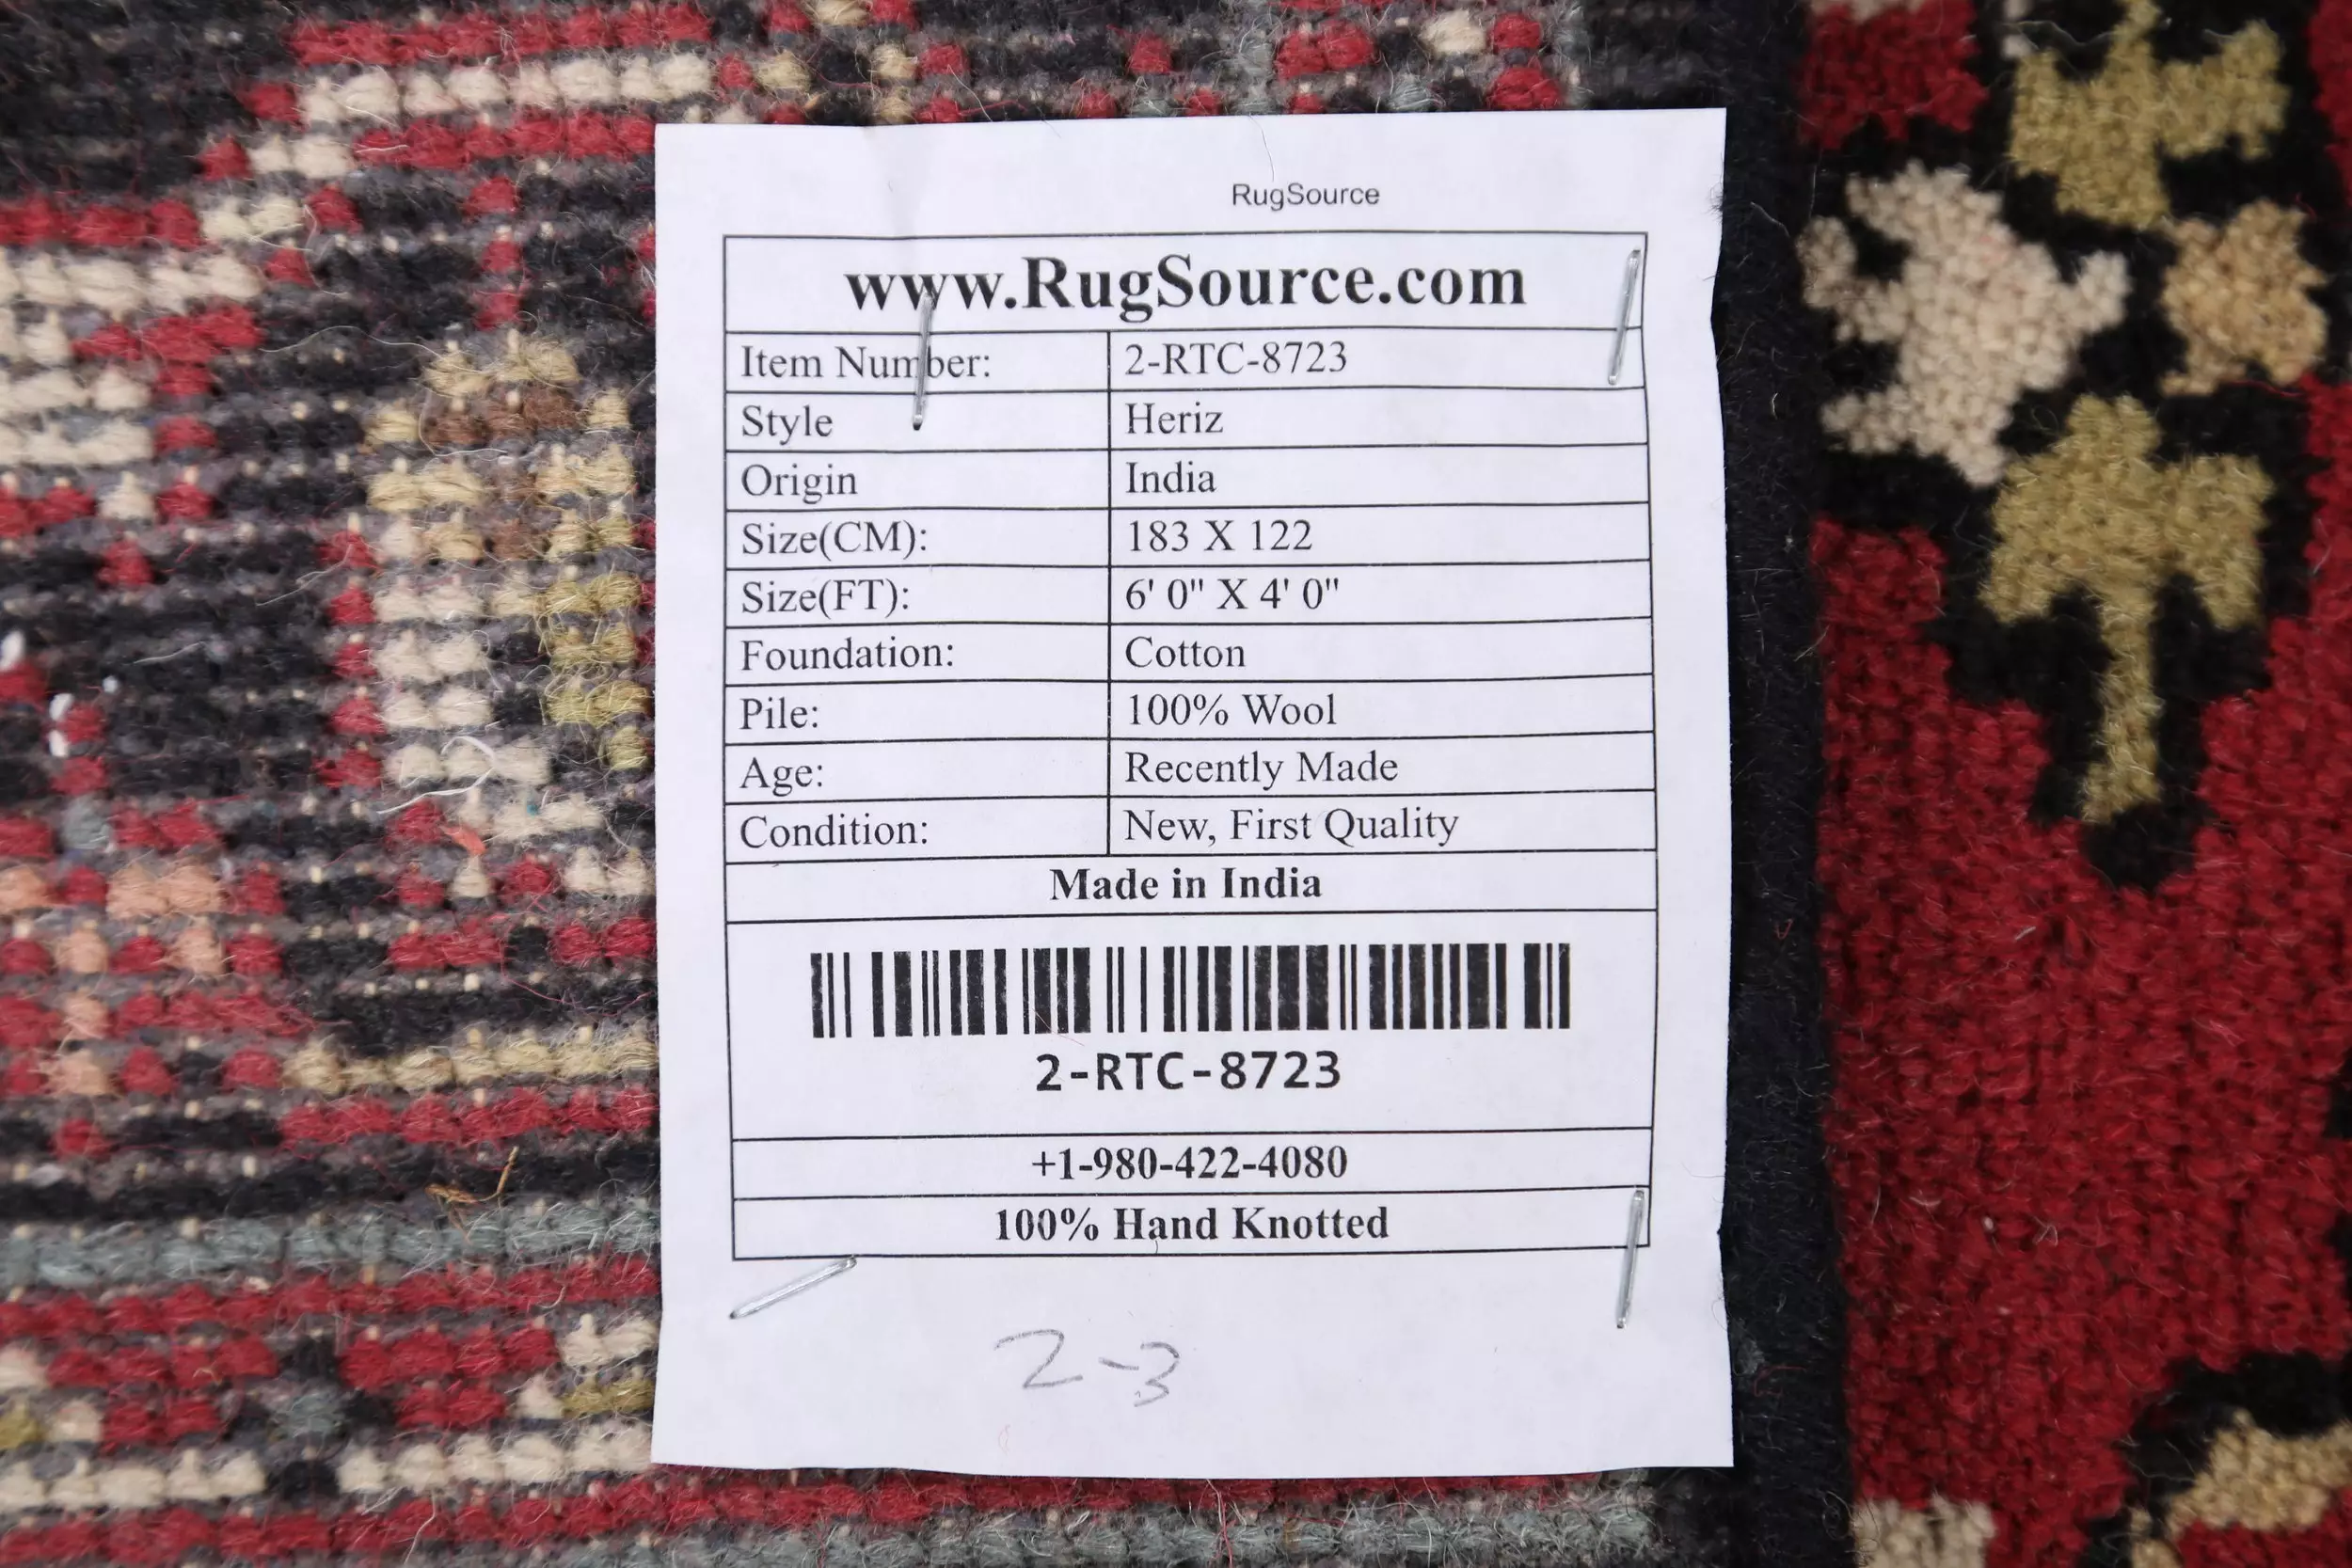 RugSource
www.RugSource.com
Item Number: 2-RTC-8723
Style Heriz
Origin India
Size(CM): 183 X 122
Size(FT): 6' 0" X 4' 0"
Foundation: Cotton
Pile: 100% Wool
Age: Recently Made
Condition: New, First Quality
Made in India
2-RTC-8723
+1-980-422-4080
100% Hand Knotted
2-3